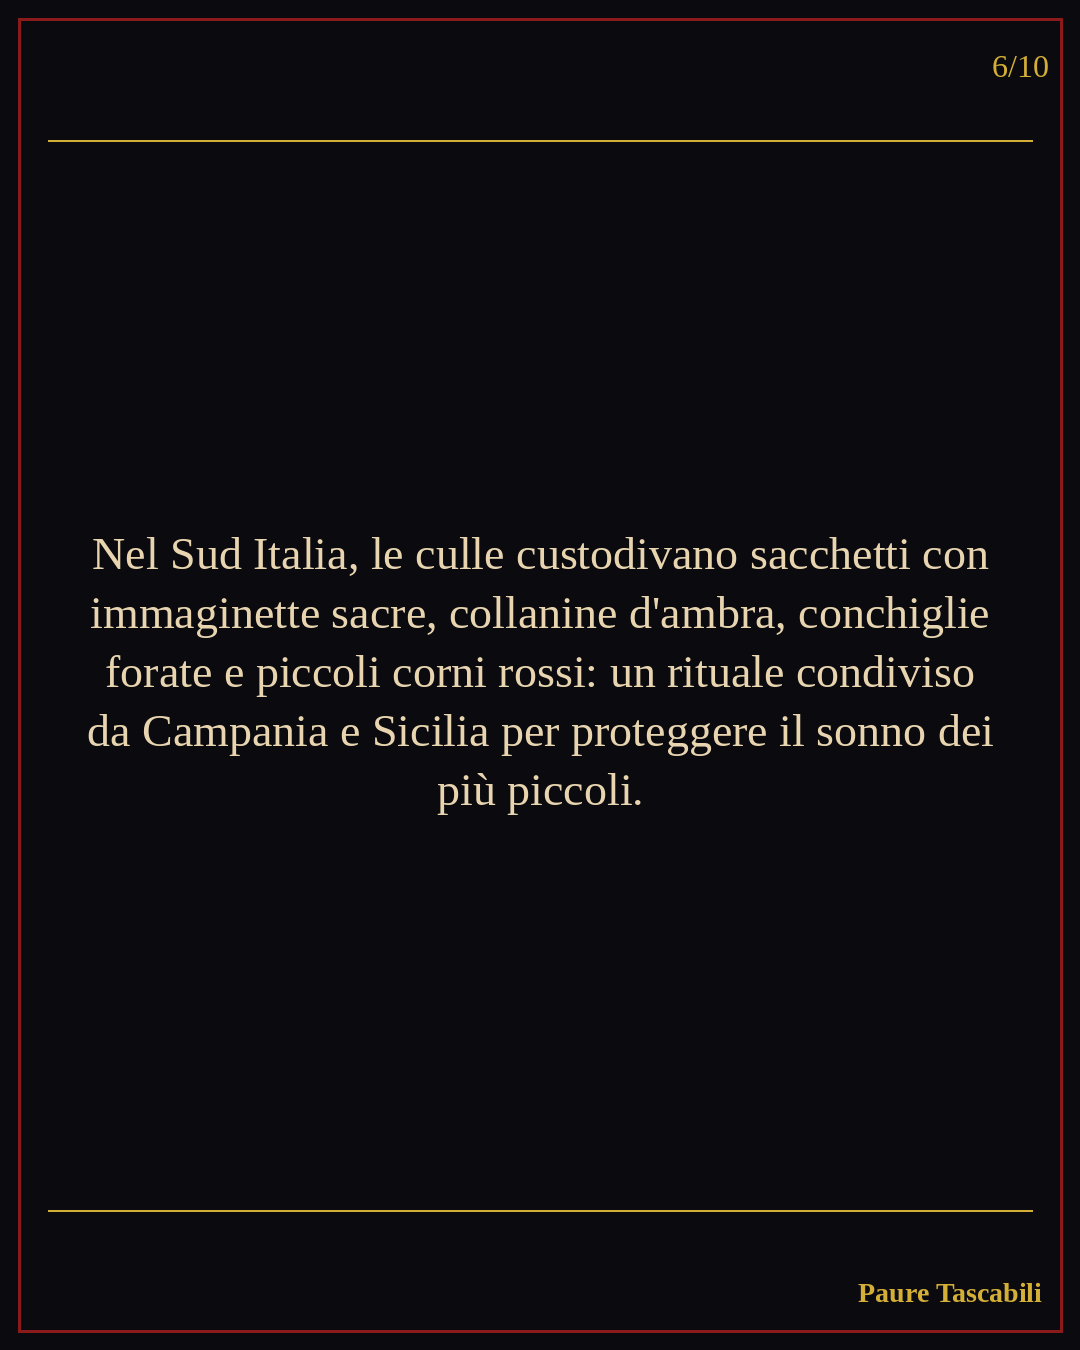 6/10
Nel Sud Italia, le culle custodivano sacchetti con
immaginette sacre, collanine d'ambra, conchiglie
forate e piccoli corni rossi: un rituale condiviso
da Campania e Sicilia per proteggere il sonno dei
più piccoli.
Paure Tascabili